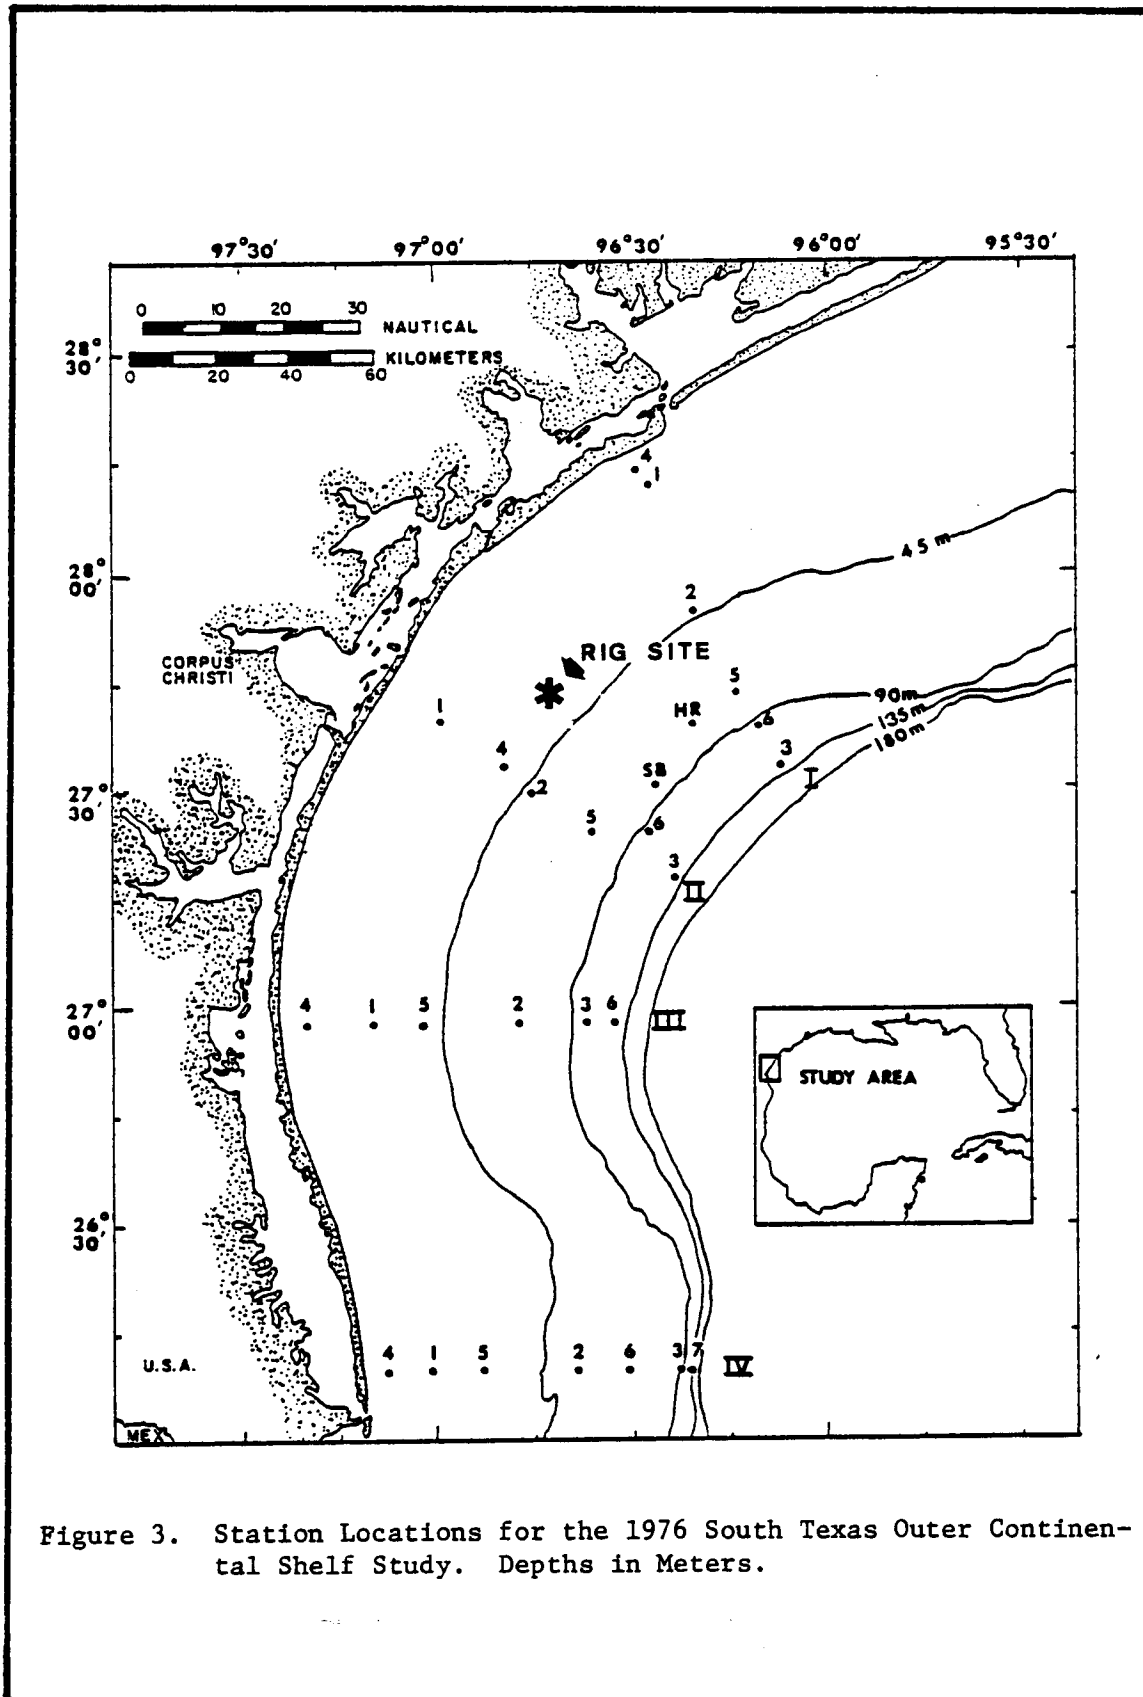 97°30' 97°00' 96°30' 96°00' 95°30'
0 10 20 30
NAUTICAL
28°
30'
KILOMETERS
0 20 40 60
4
1
45m
28°
00'
2
RIG SITE
CORPUS
CHRISTI
5
90m
1
HR
6
135m
180m
4
3
SB
I
27°
30'
2
5
6
3
II
27°
00'
4 1 5 2 3 6 III
STUDY AREA
26°
30'
U.S.A.
4 1 5 2 6 3 7 IV
MEX
Figure 3. Station Locations for the 1976 South Texas Outer Continen-
tal Shelf Study. Depths in Meters.